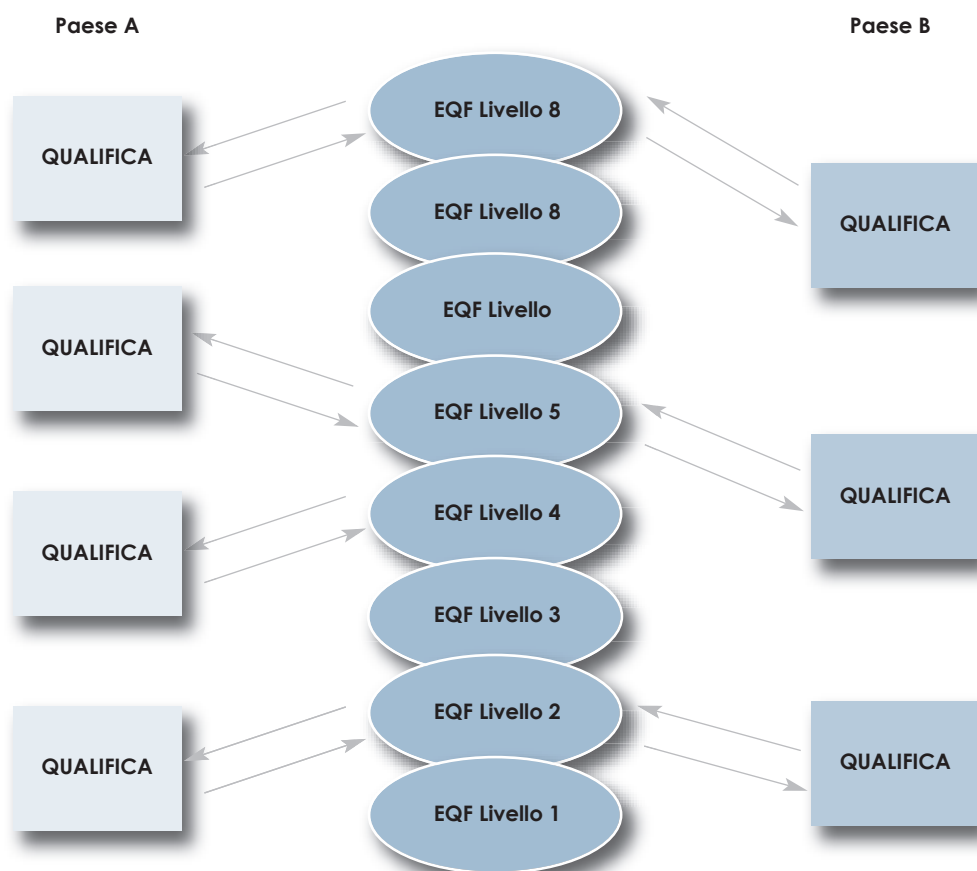 Paese A
Paese B
EQF Livello 8
QUALIFICA
EQF Livello 8
QUALIFICA
EQF Livello
QUALIFICA
EQF Livello 5
QUALIFICA
EQF Livello 4
QUALIFICA
EQF Livello 3
EQF Livello 2
QUALIFICA
QUALIFICA
EQF Livello 1